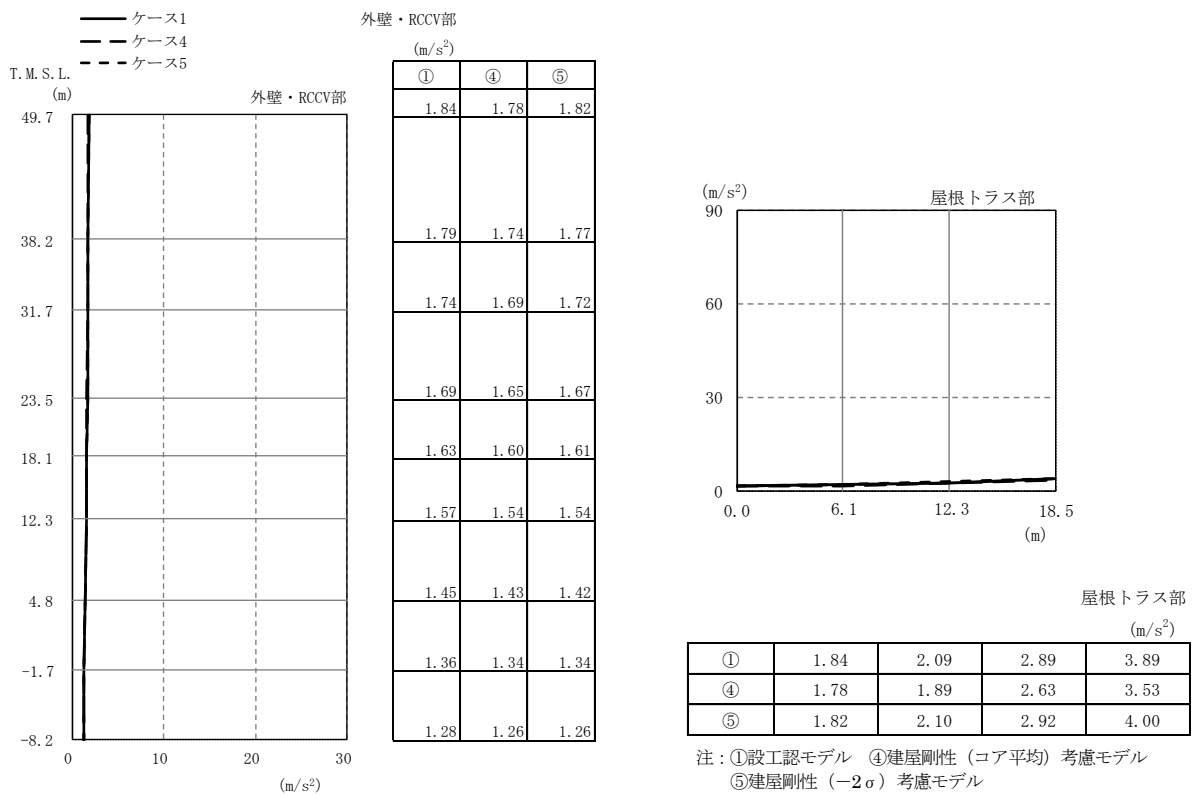 ケース1
ケース4
ケース5
T.M.S.L.
(m)
外壁・RCCV部
49.7
38.2
31.7
23.5
18.1
12.3
4.8
-1.7
-8.2
0 10 20 30
(m/s²)
外壁・RCCV部
(m/s²)
① ④ ⑤
1.84 1.78 1.82
1.79 1.74 1.77
1.74 1.69 1.72
1.69 1.65 1.67
1.63 1.60 1.61
1.57 1.54 1.54
1.45 1.43 1.42
1.36 1.34 1.34
1.28 1.26 1.26
(m/s²)
屋根トラス部
90
60
30
0
0.0 6.1 12.3 18.5
(m)
屋根トラス部
(m/s²)
① 1.84 2.09 2.89 3.89
④ 1.78 1.89 2.63 3.53
⑤ 1.82 2.10 2.92 4.00
注：①設工認モデル ④建屋剛性（コア平均）考慮モデル
⑤建屋剛性（−2σ）考慮モデル